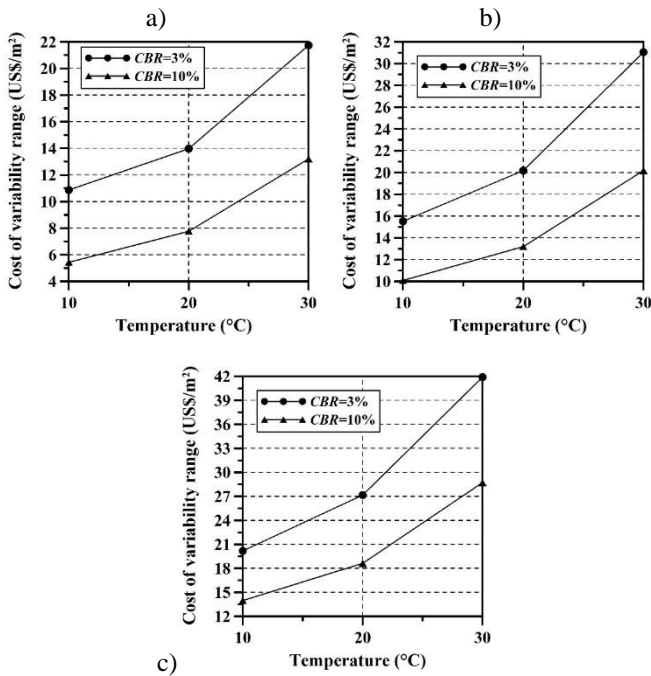 a)
Cost of variability range (US$/m²)
22
20
18
16
14
12
10
8
6
4
CBR=3%
CBR=10%
10
20
30
Temperature (°C)
b)
Cost of variability range (US$/m²)
32
30
28
26
24
22
20
18
16
14
12
10
CBR=3%
CBR=10%
10
20
30
Temperature (°C)
c)
Cost of variability range (US$/m²)
42
39
36
33
30
27
24
21
18
15
12
CBR=3%
CBR=10%
10
20
30
Temperature (°C)